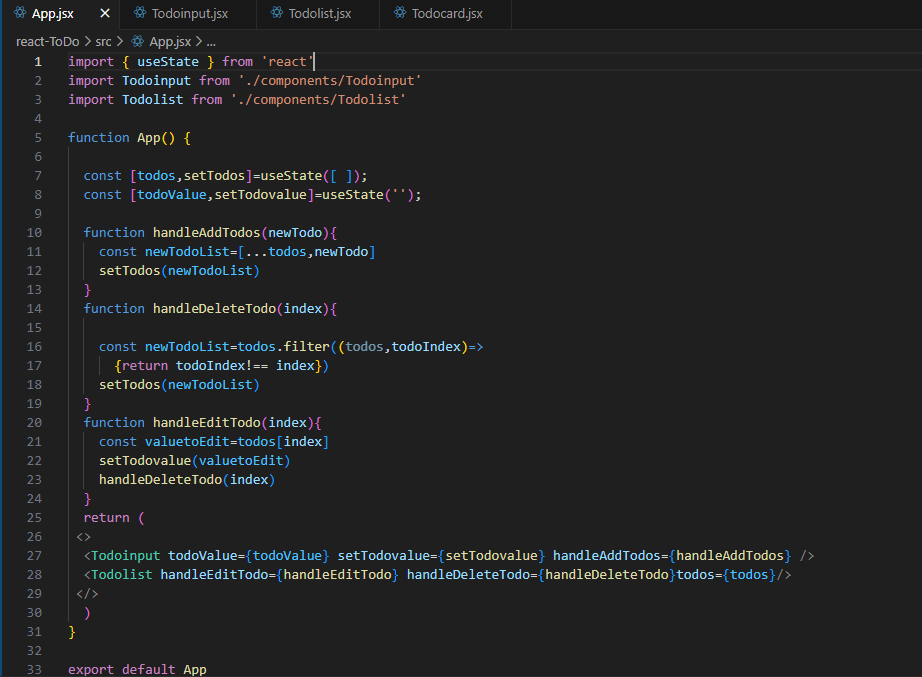 App.jsx × Todoinput.jsx Todolist.jsx Todocard.jsx
react-ToDo > src > App.jsx > ...
1 import { useState } from 'react'
2 import Todoinput from './components/Todoinput'
3 import Todolist from './components/Todolist'
4
5 function App() {
6
7   const [todos,setTodos]=useState([ ]);
8   const [todoValue,setTodovalue]=useState('');
9
10   function handleAddTodos(newTodo){
11     const newTodoList=[...todos,newTodo]
12     setTodos(newTodoList)
13   }
14   function handleDeleteTodo(index){
15
16     const newTodoList=todos.filter((todos,todoIndex)=>
17       {return todoIndex!== index})
18     setTodos(newTodoList)
19   }
20   function handleEditTodo(index){
21     const valuetoEdit=todos[index]
22     setTodovalue(valuetoEdit)
23     handleDeleteTodo(index)
24   }
25   return (
26  <>
27   <Todoinput todoValue={todoValue} setTodovalue={setTodovalue} handleAddTodos={handleAddTodos} />
28   <Todolist handleEditTodo={handleEditTodo} handleDeleteTodo={handleDeleteTodo}todos={todos}/>
29  </>
30   )
31 }
32
33 export default App